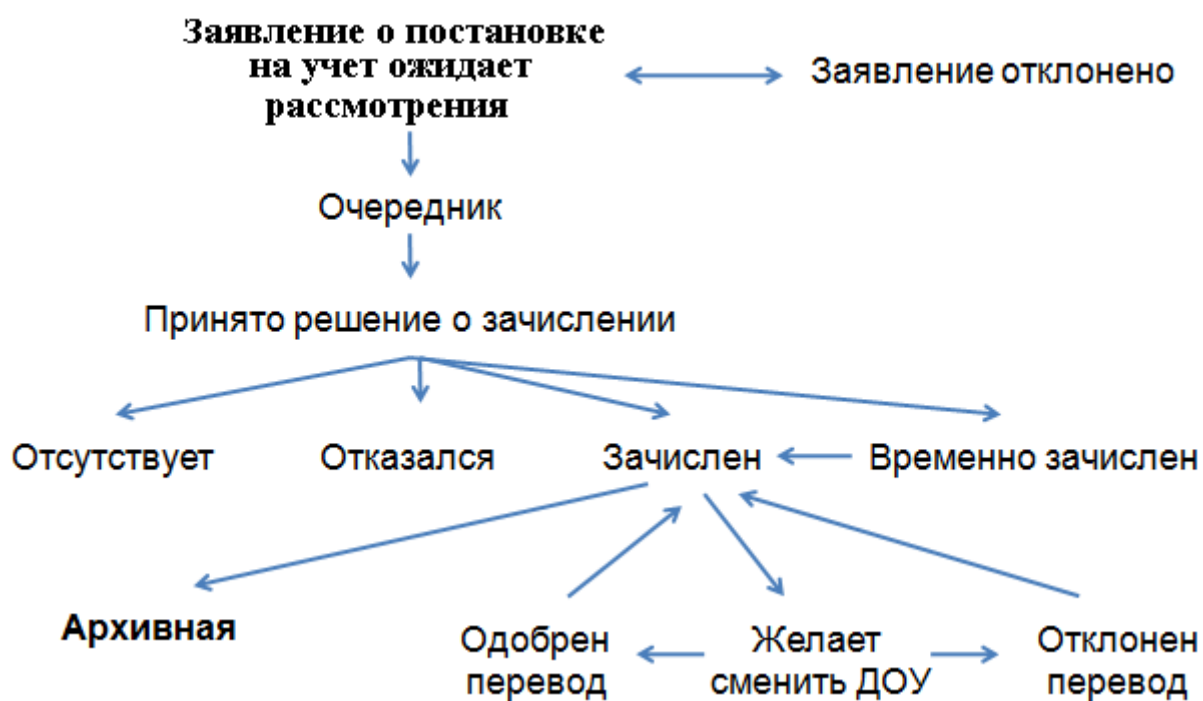 Заявление о постановке
на учет ожидает
рассмотрения
Заявление отклонено
Очередник
Принято решение о зачислении
Отсутствует
Отказался
Зачислен
Временно зачислен
Архивная
Одобрен
перевод
Желает
сменить ДОУ
Отклонен
перевод